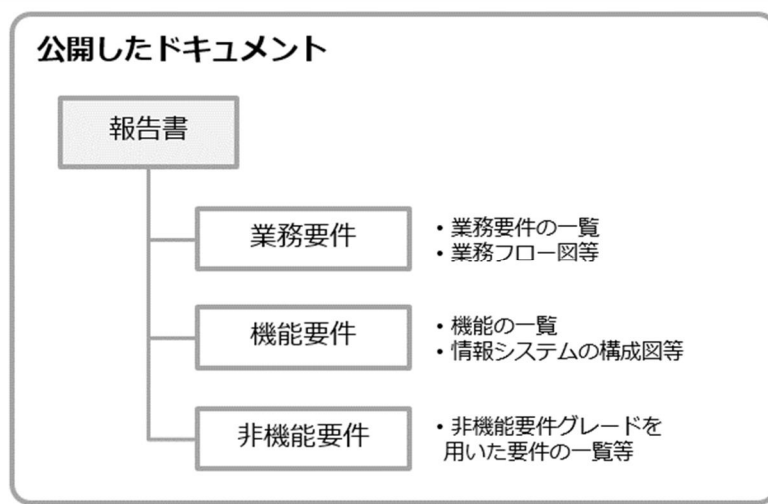 公開したドキュメント
報告書
業務要件
・業務要件の一覧
・業務フロー図等
機能要件
・機能の一覧
・情報システムの構成図等
非機能要件
・非機能要件グレードを
用いた要件の一覧等